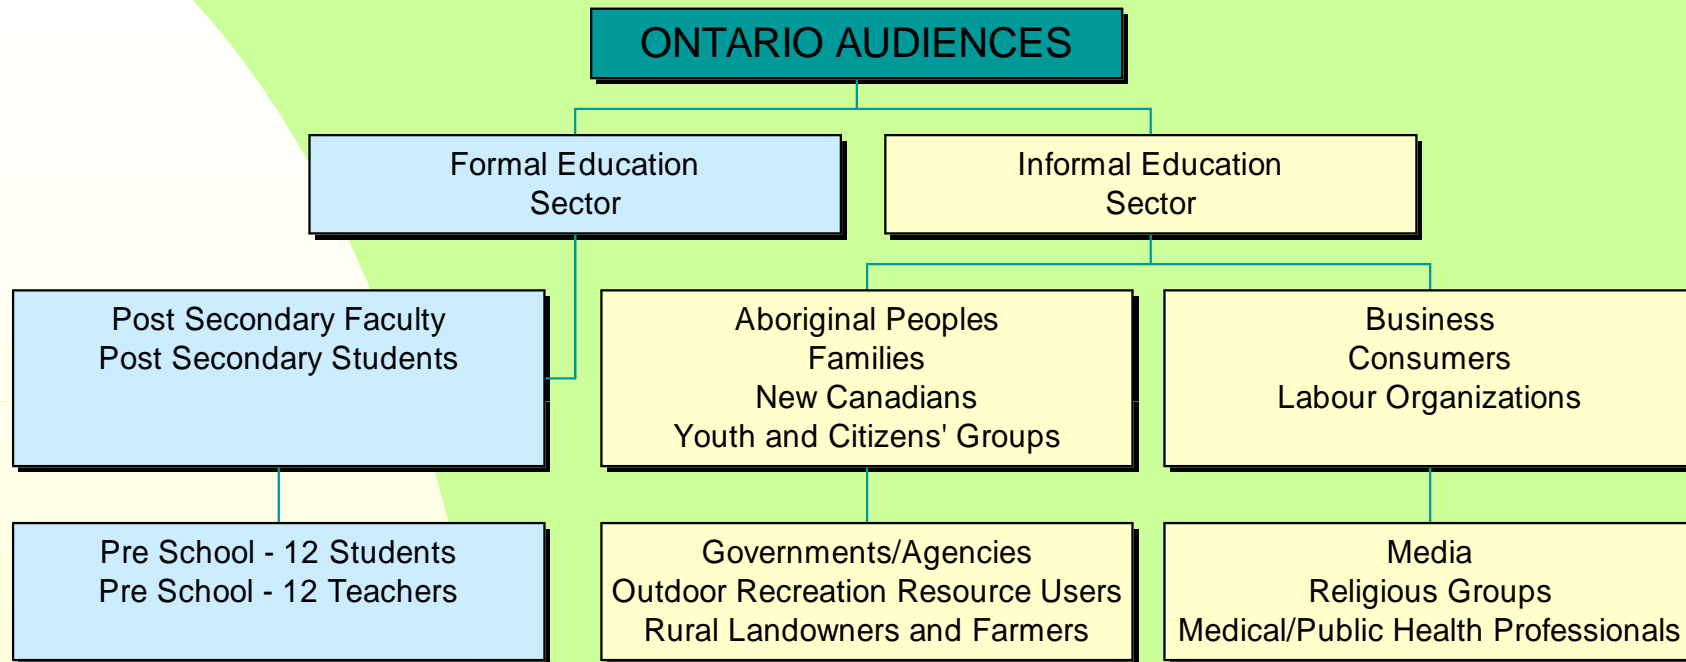 ONTARIO AUDIENCES
Formal Education
Sector
Informal Education
Sector
Post Secondary Faculty
Post Secondary Students
Aboriginal Peoples
Families
New Canadians
Youth and Citizens' Groups
Business
Consumers
Labour Organizations
Pre School - 12 Students
Pre School - 12 Teachers
Governments/Agencies
Outdoor Recreation Resource Users
Rural Landowners and Farmers
Media
Religious Groups
Medical/Public Health Professionals